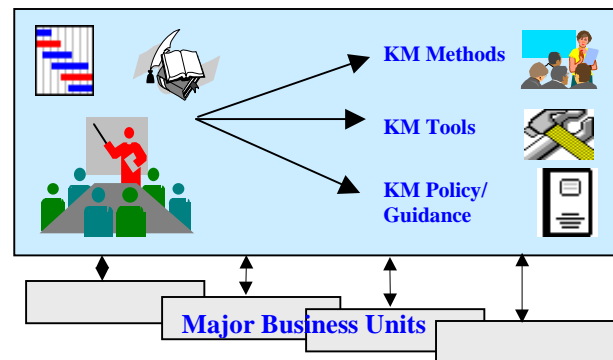 KM Methods
KM Tools
KM Policy/
Guidance
Major Business Units